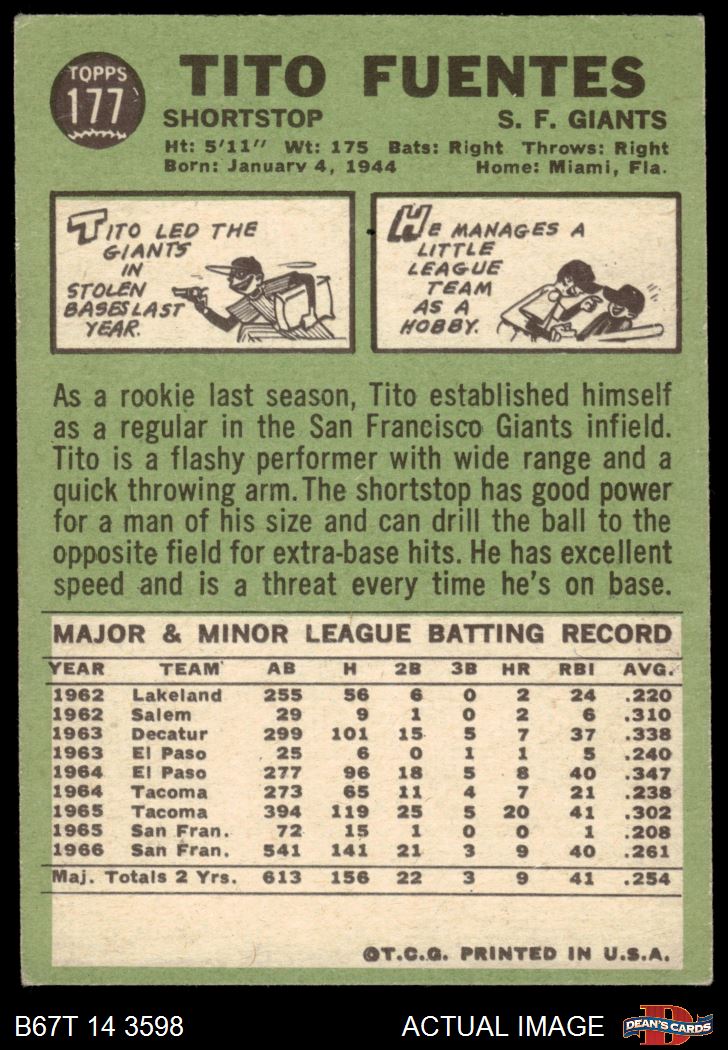 TOPPS
177
TITO FUENTES
SHORTSTOP S. F. GIANTS
Ht: 5'11" Wt: 175 Bats: Right Throws: Right
Born: January 4, 1944 Home: Miami, Fla.
TITO LED THE
GIANTS
IN
STOLEN
BASES LAST
YEAR.
HE MANAGES A
LITTLE
LEAGUE
TEAM
AS A
HOBBY.
As a rookie last season, Tito established himself
as a regular in the San Francisco Giants infield.
Tito is a flashy performer with wide range and a
quick throwing arm. The shortstop has good power
for a man of his size and can drill the ball to the
opposite field for extra-base hits. He has excellent
speed and is a threat every time he's on base.
MAJOR & MINOR LEAGUE BATTING RECORD
YEAR TEAM AB H 2B 3B HR RBI AVG.
1962 Lakeland 255 56 6 0 2 24 .220
1962 Salem 29 9 1 0 2 6 .310
1963 Decatur 299 101 15 5 7 37 .338
1963 El Paso 25 6 0 1 1 5 .240
1964 El Paso 277 96 18 5 8 40 .347
1964 Tacoma 273 65 11 4 7 21 .238
1965 Tacoma 394 119 25 5 20 41 .302
1965 San Fran. 72 15 1 0 0 1 .208
1966 San Fran. 541 141 21 3 9 40 .261
Maj. Totals 2 Yrs. 613 156 22 3 9 41 .254
©T.C.G. PRINTED IN U.S.A.
B67T 14 3598 ACTUAL IMAGE
D
DEAN'S CARDS